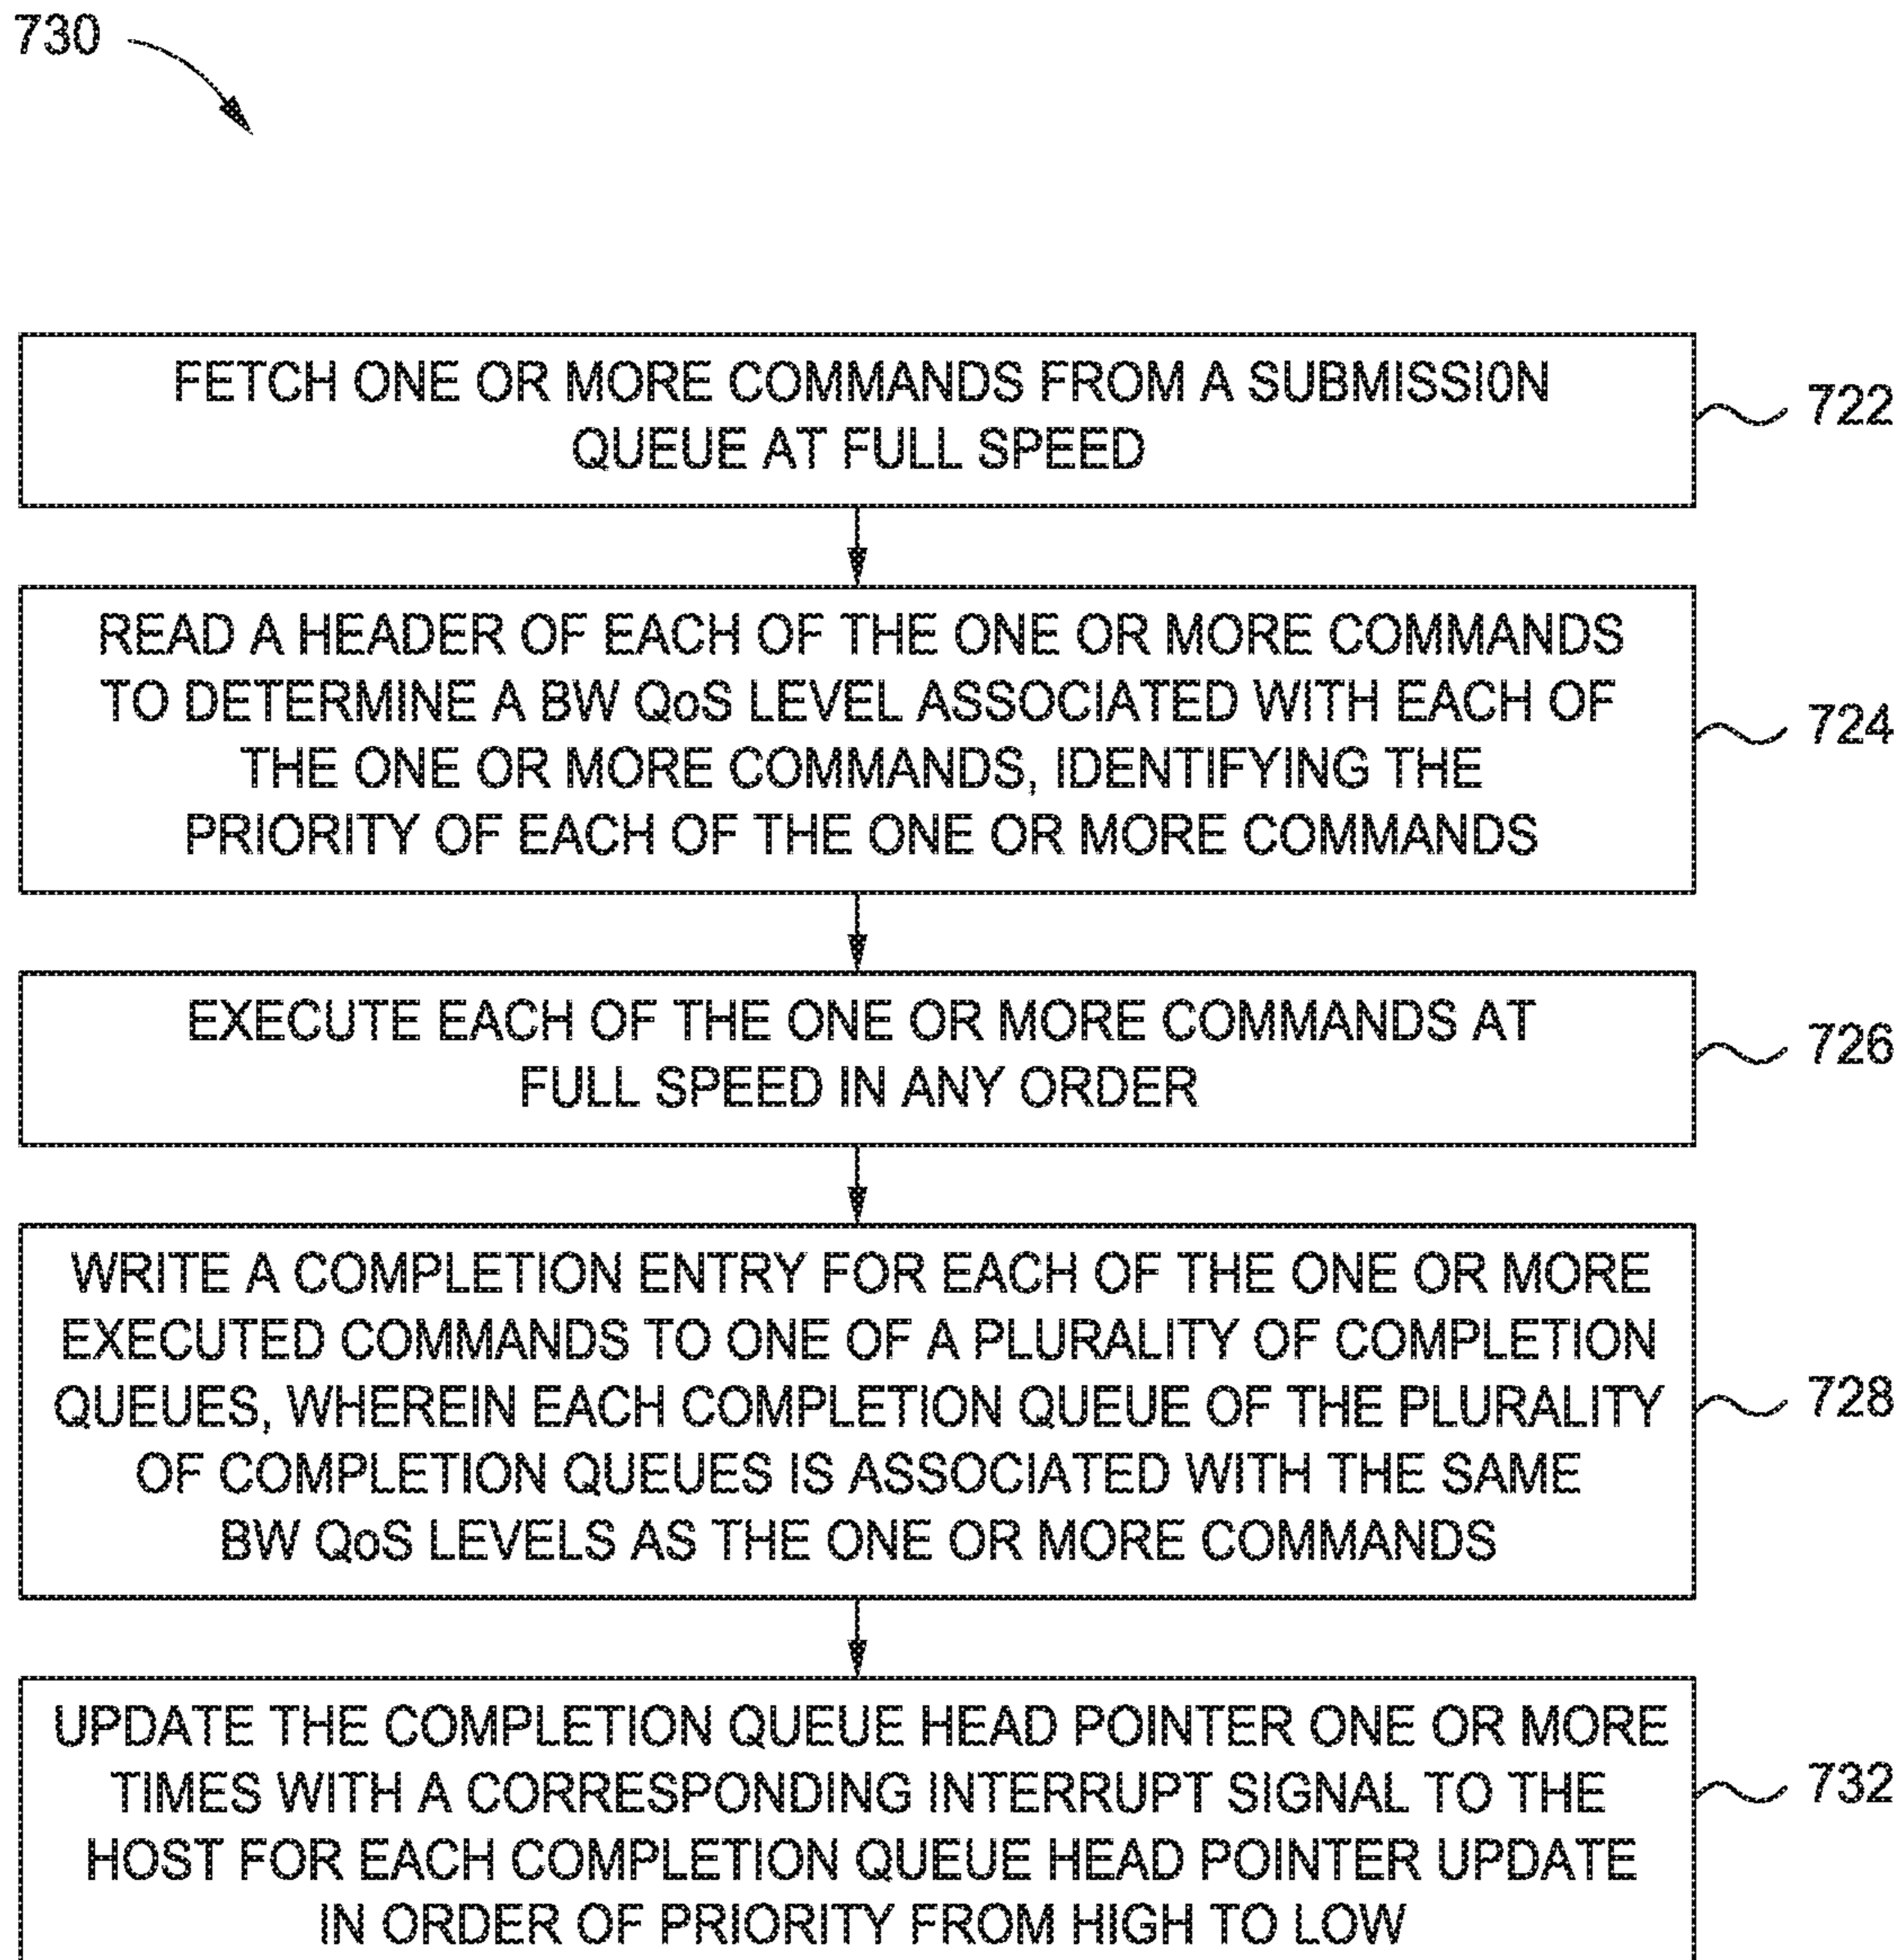 730
FETCH ONE OR MORE COMMANDS FROM A SUBMISSION
QUEUE AT FULL SPEED
722
READ A HEADER OF EACH OF THE ONE OR MORE COMMANDS
TO DETERMINE A BW QoS LEVEL ASSOCIATED WITH EACH OF
THE ONE OR MORE COMMANDS, IDENTIFYING THE
PRIORITY OF EACH OF THE ONE OR MORE COMMANDS
724
EXECUTE EACH OF THE ONE OR MORE COMMANDS AT
FULL SPEED IN ANY ORDER
726
WRITE A COMPLETION ENTRY FOR EACH OF THE ONE OR MORE
EXECUTED COMMANDS TO ONE OF A PLURALITY OF COMPLETION
QUEUES, WHEREIN EACH COMPLETION QUEUE OF THE PLURALITY
OF COMPLETION QUEUES IS ASSOCIATED WITH THE SAME
BW QoS LEVELS AS THE ONE OR MORE COMMANDS
728
UPDATE THE COMPLETION QUEUE HEAD POINTER ONE OR MORE
TIMES WITH A CORRESPONDING INTERRUPT SIGNAL TO THE
HOST FOR EACH COMPLETION QUEUE HEAD POINTER UPDATE
IN ORDER OF PRIORITY FROM HIGH TO LOW
732